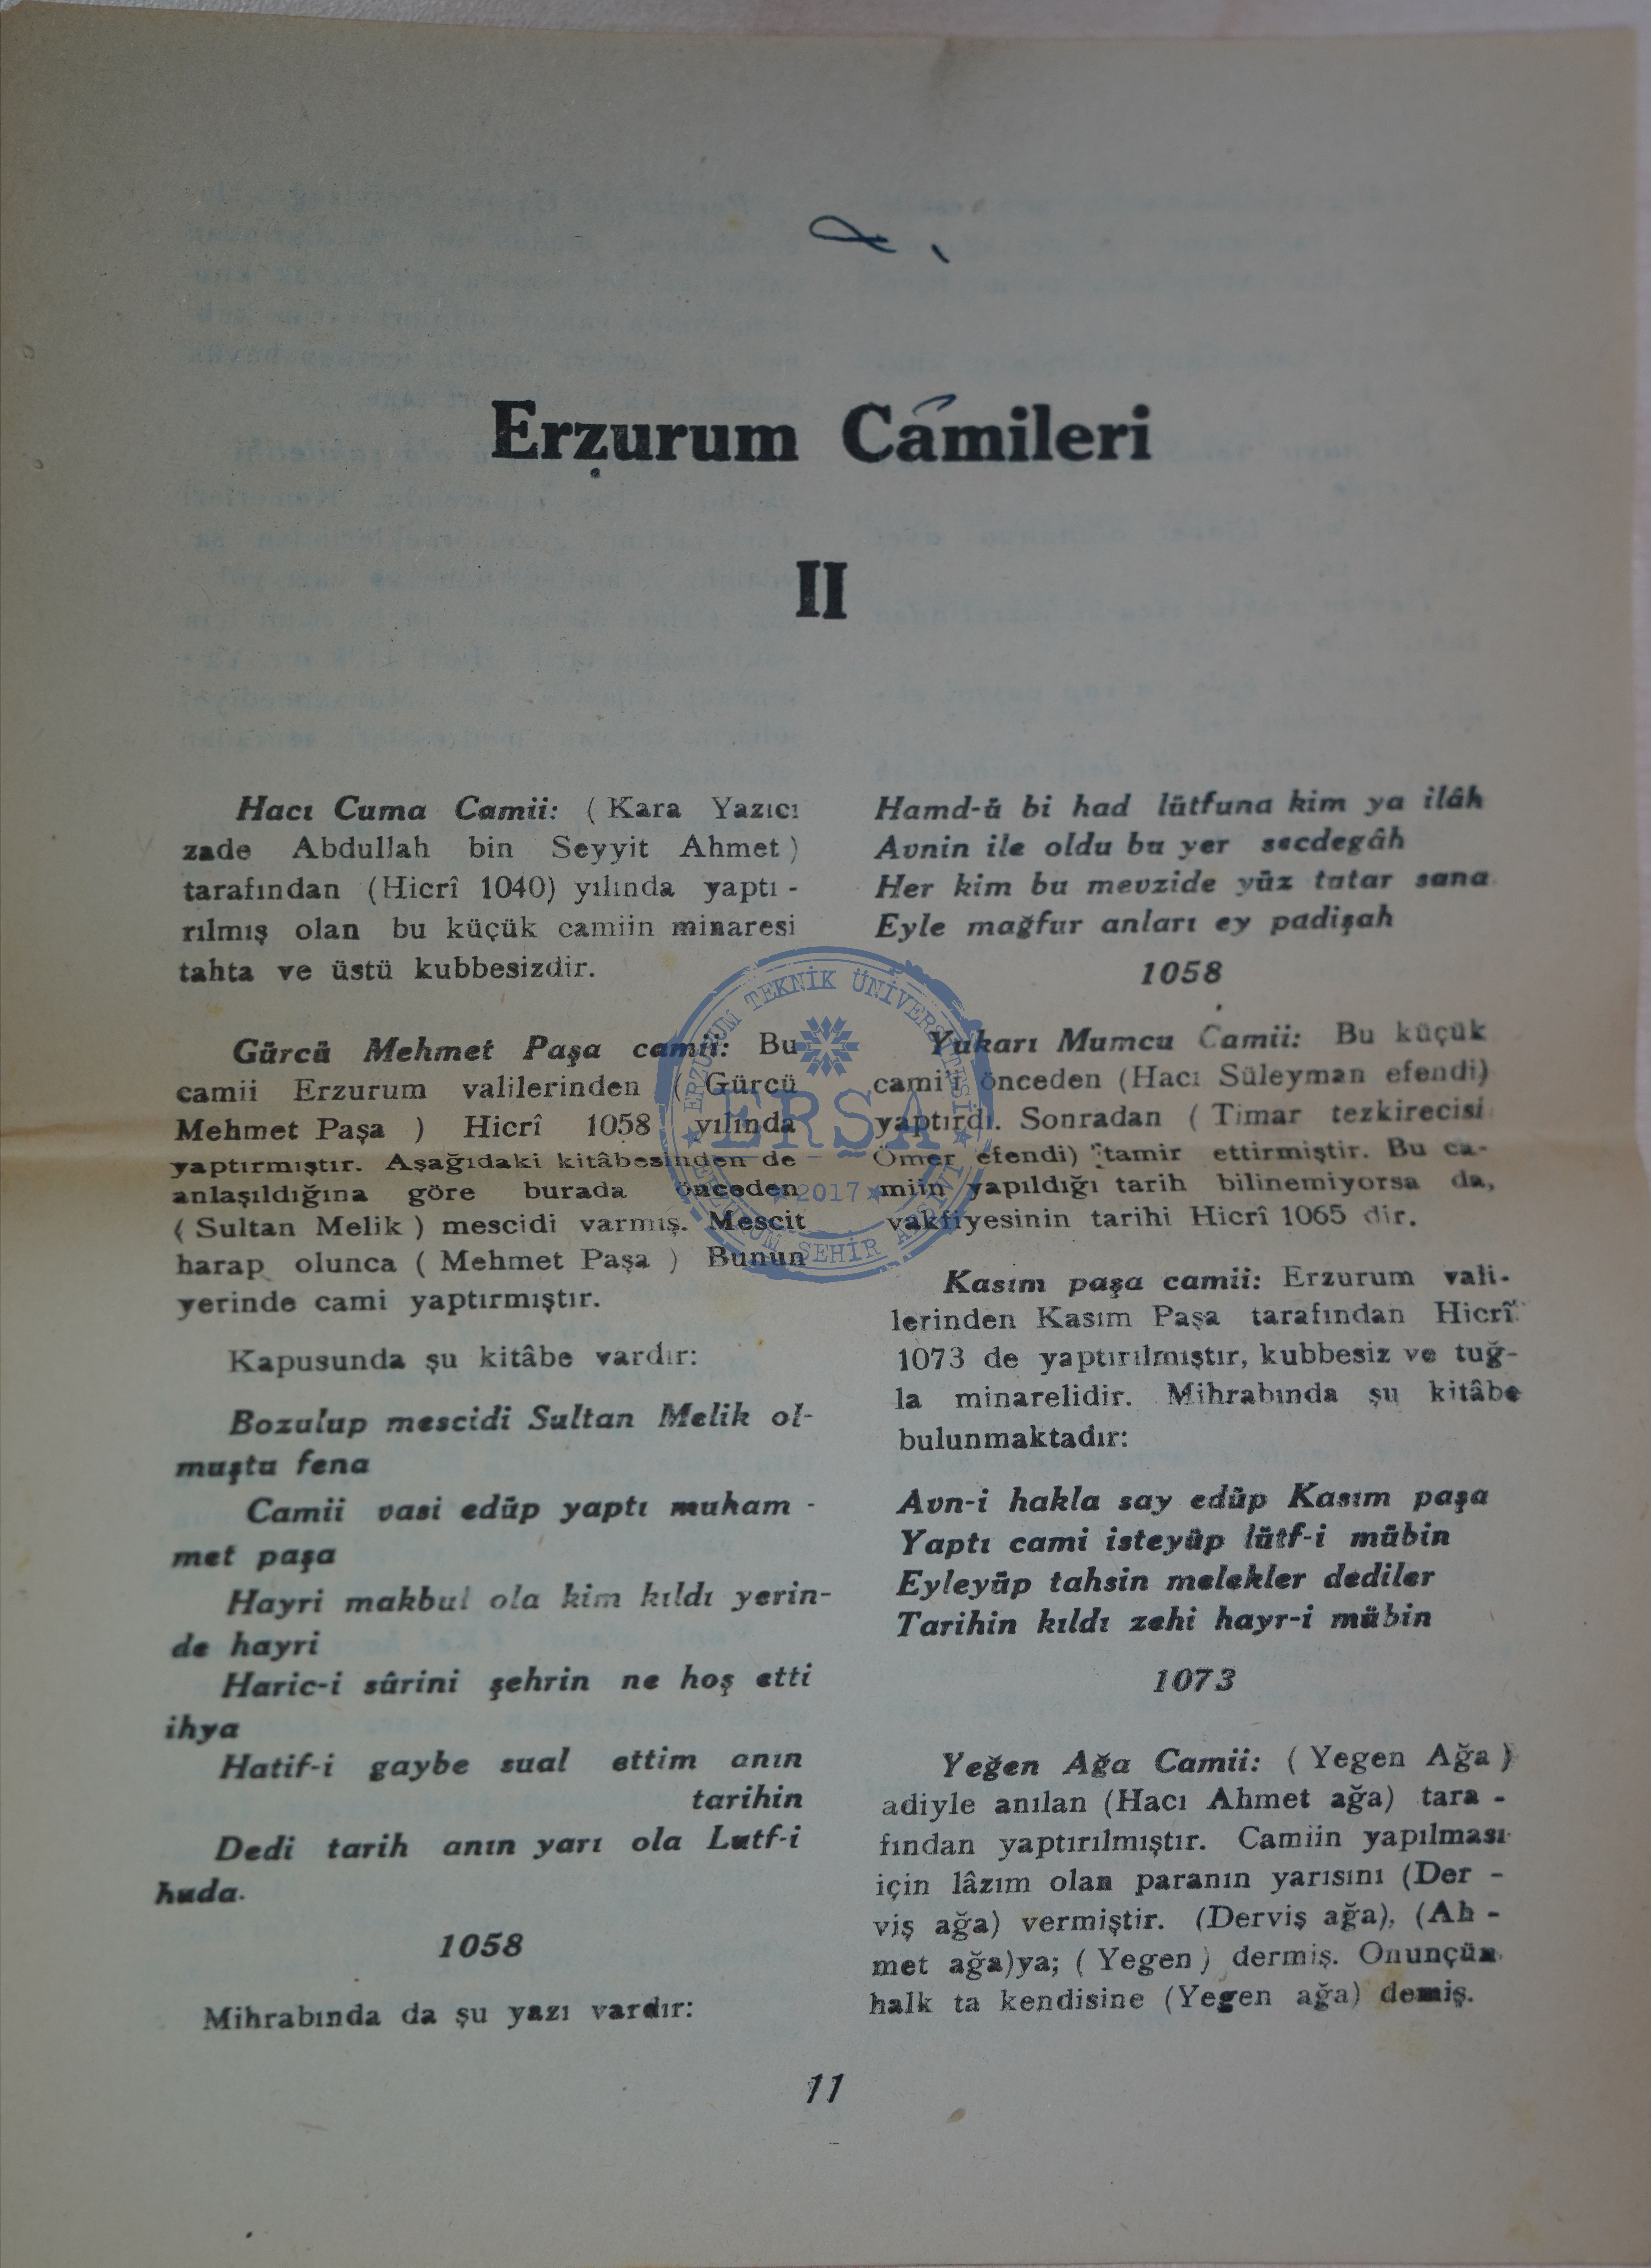 Erzurum Câmileri
II
Hacı Cuma Camii: ( Kara Yazıcı
zade Abdullah bin Seyyit Ahmet )
tarafından (Hicrî 1040) yılında yaptı -
rılmış olan bu küçük camiin minaresi
tahta ve üstü kubbesizdir.
Gürcü Mehmet Paşa camii: Bu
camii Erzurum valilerinden ( Gürcü
Mehmet Paşa ) Hicrî 1058 yılında
yaptırmıştır. Aşağıdaki kitâbesinden de
anlaşıldığına göre burada önceden
( Sultan Melik ) mescidi varmış. Mescit
harap olunca ( Mehmet Paşa ) Bunun
yerinde cami yaptırmıştır.
Kapusunda şu kitâbe vardır:
Bozulup mescidi Sultan Melik ol-
muştu fena
Camii vasi edüp yaptı muham -
met paşa
Hayri makbul ola kim kıldı yerin-
de hayri
Haric-i sûrini şehrin ne hoş etti
ihya
Hatif-i gaybe sual ettim anın
tarihin
Dedi tarih anın yarı ola Lutf-i
huda.
1058
Mihrabında da şu yazı vardır:
Hamd-ü bi had lütfuna kim ya ilâh
Avnin ile oldu bu yer secdegâh
Her kim bu mevzide yüz tutar sana
Eyle mağfur anları ey padişah
1058
Yukarı Mumcu Camii: Bu küçük
cami'i önceden (Hacı Süleyman efendi)
yaptırdı. Sonradan ( Timar tezkirecisi
Ömer efendi) tamir ettirmiştir. Bu ca-
miin yapıldığı tarih bilinemiyorsa da,
vakfiyesinin tarihi Hicrî 1065 dir.
Kasım paşa camii: Erzurum vali-
lerinden Kasım Paşa tarafından Hicrî
1073 de yaptırılmıştır, kubbesiz ve tuğ-
la minarelidir. Mihrabında şu kitâbe
bulunmaktadır:
Avn-i hakla say edüp Kasım paşa
Yaptı cami isteyüp lütf-i mübin
Eyleyüp tahsin melekler dediler
Tarihin kıldı zehi hayr-i mübin
1073
Yeğen Ağa Camii: ( Yegen Ağa )
adiyle anılan (Hacı Ahmet ağa) tara -
fından yaptırılmıştır. Camiin yapılması
için lâzım olan paranın yarısını (Der -
viş ağa) vermiştir. (Derviş ağa), (Ah -
met ağa)ya; ( Yegen ) dermiş. Onunçün
halk ta kendisine (Yegen ağa) demiş.
11
ERZURUM TEKNİK ÜNİVERSİTESİ
ERŞA
2017
ERZURUM ŞEHİR ARŞİVİ